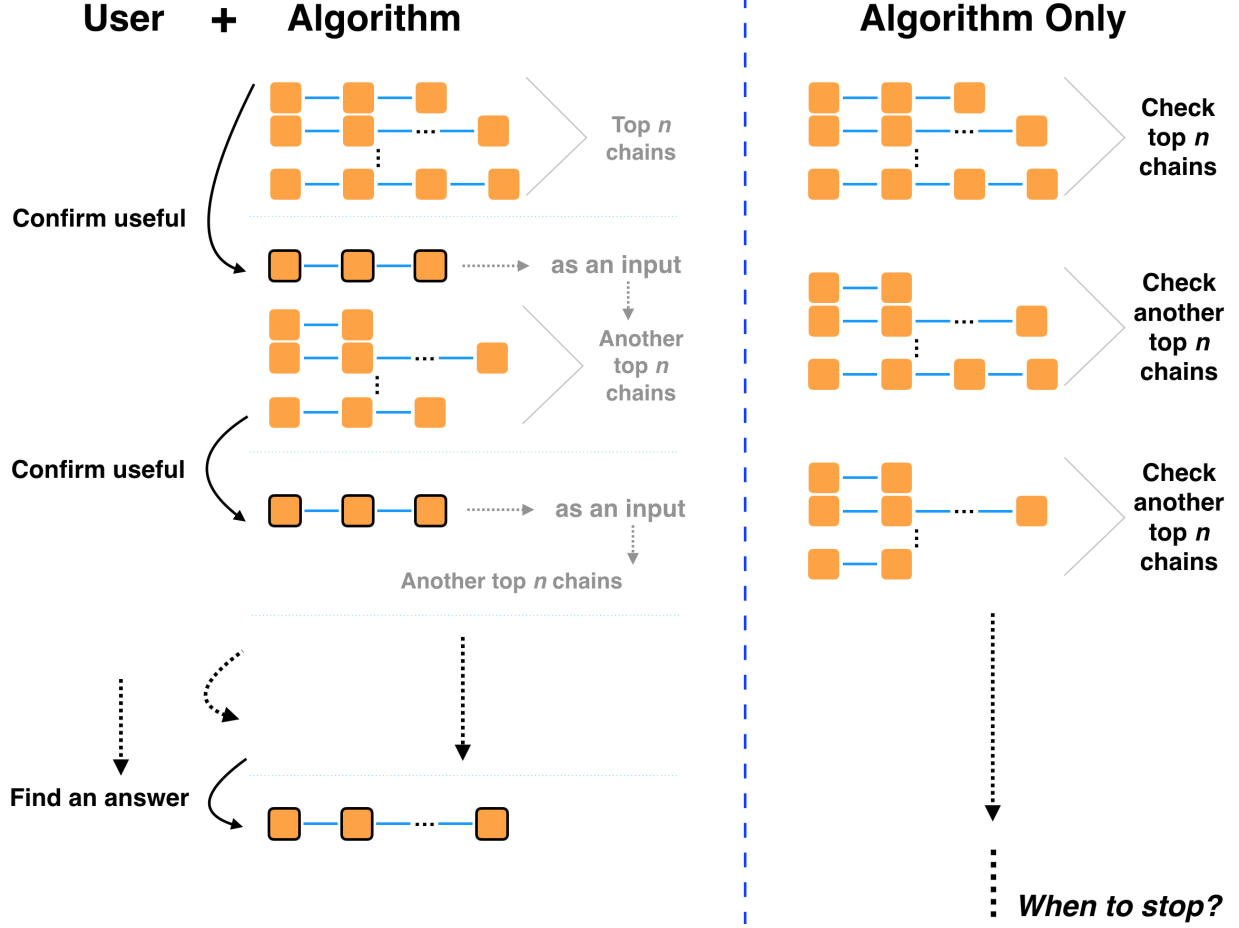 User + Algorithm
Top n
chains
Confirm useful
as an input
Another
top n
chains
Confirm useful
as an input
Another top n chains
Find an answer
Algorithm Only
Check
top n
chains
Check
another
top n
chains
Check
another
top n
chains
When to stop?